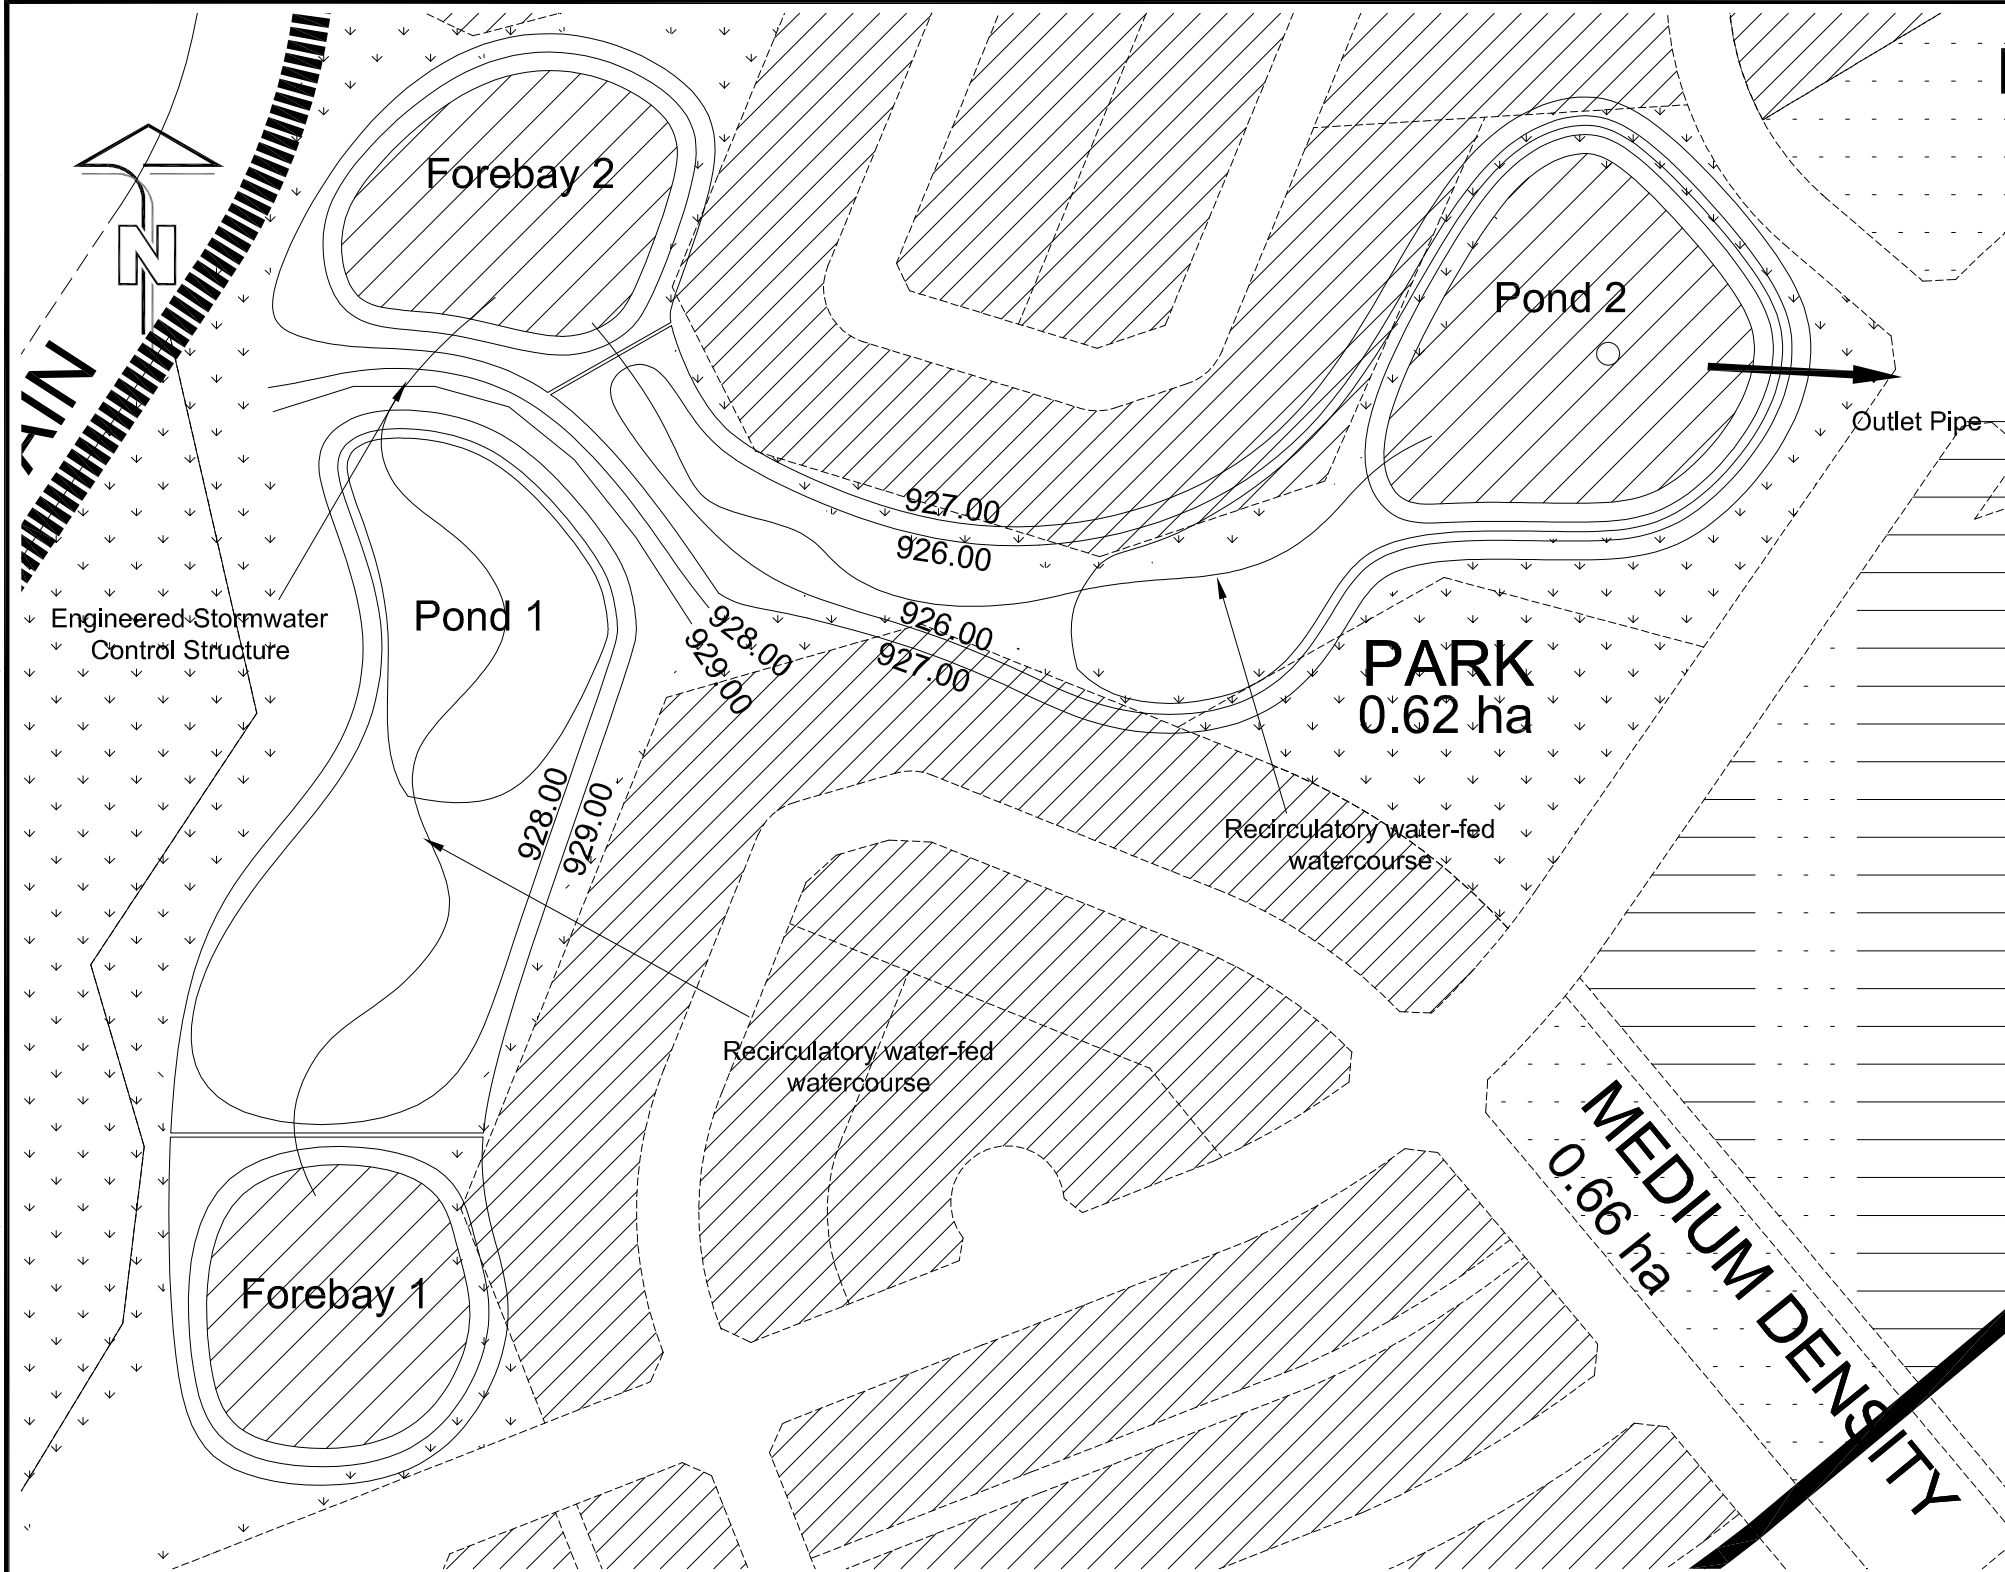 N
Forebay 2
Pond 2
AIN
Outlet Pipe
927.00
926.00
Engineered Stormwater
Control Structure
Pond 1
928.00
929.00
926.00
927.00
PARK
0.62 ha
928.00
929.00
Recirculatory water-fed
watercourse
Recirculatory water-fed
watercourse
MEDIUM DENSITY
0.66 ha
Forebay 1